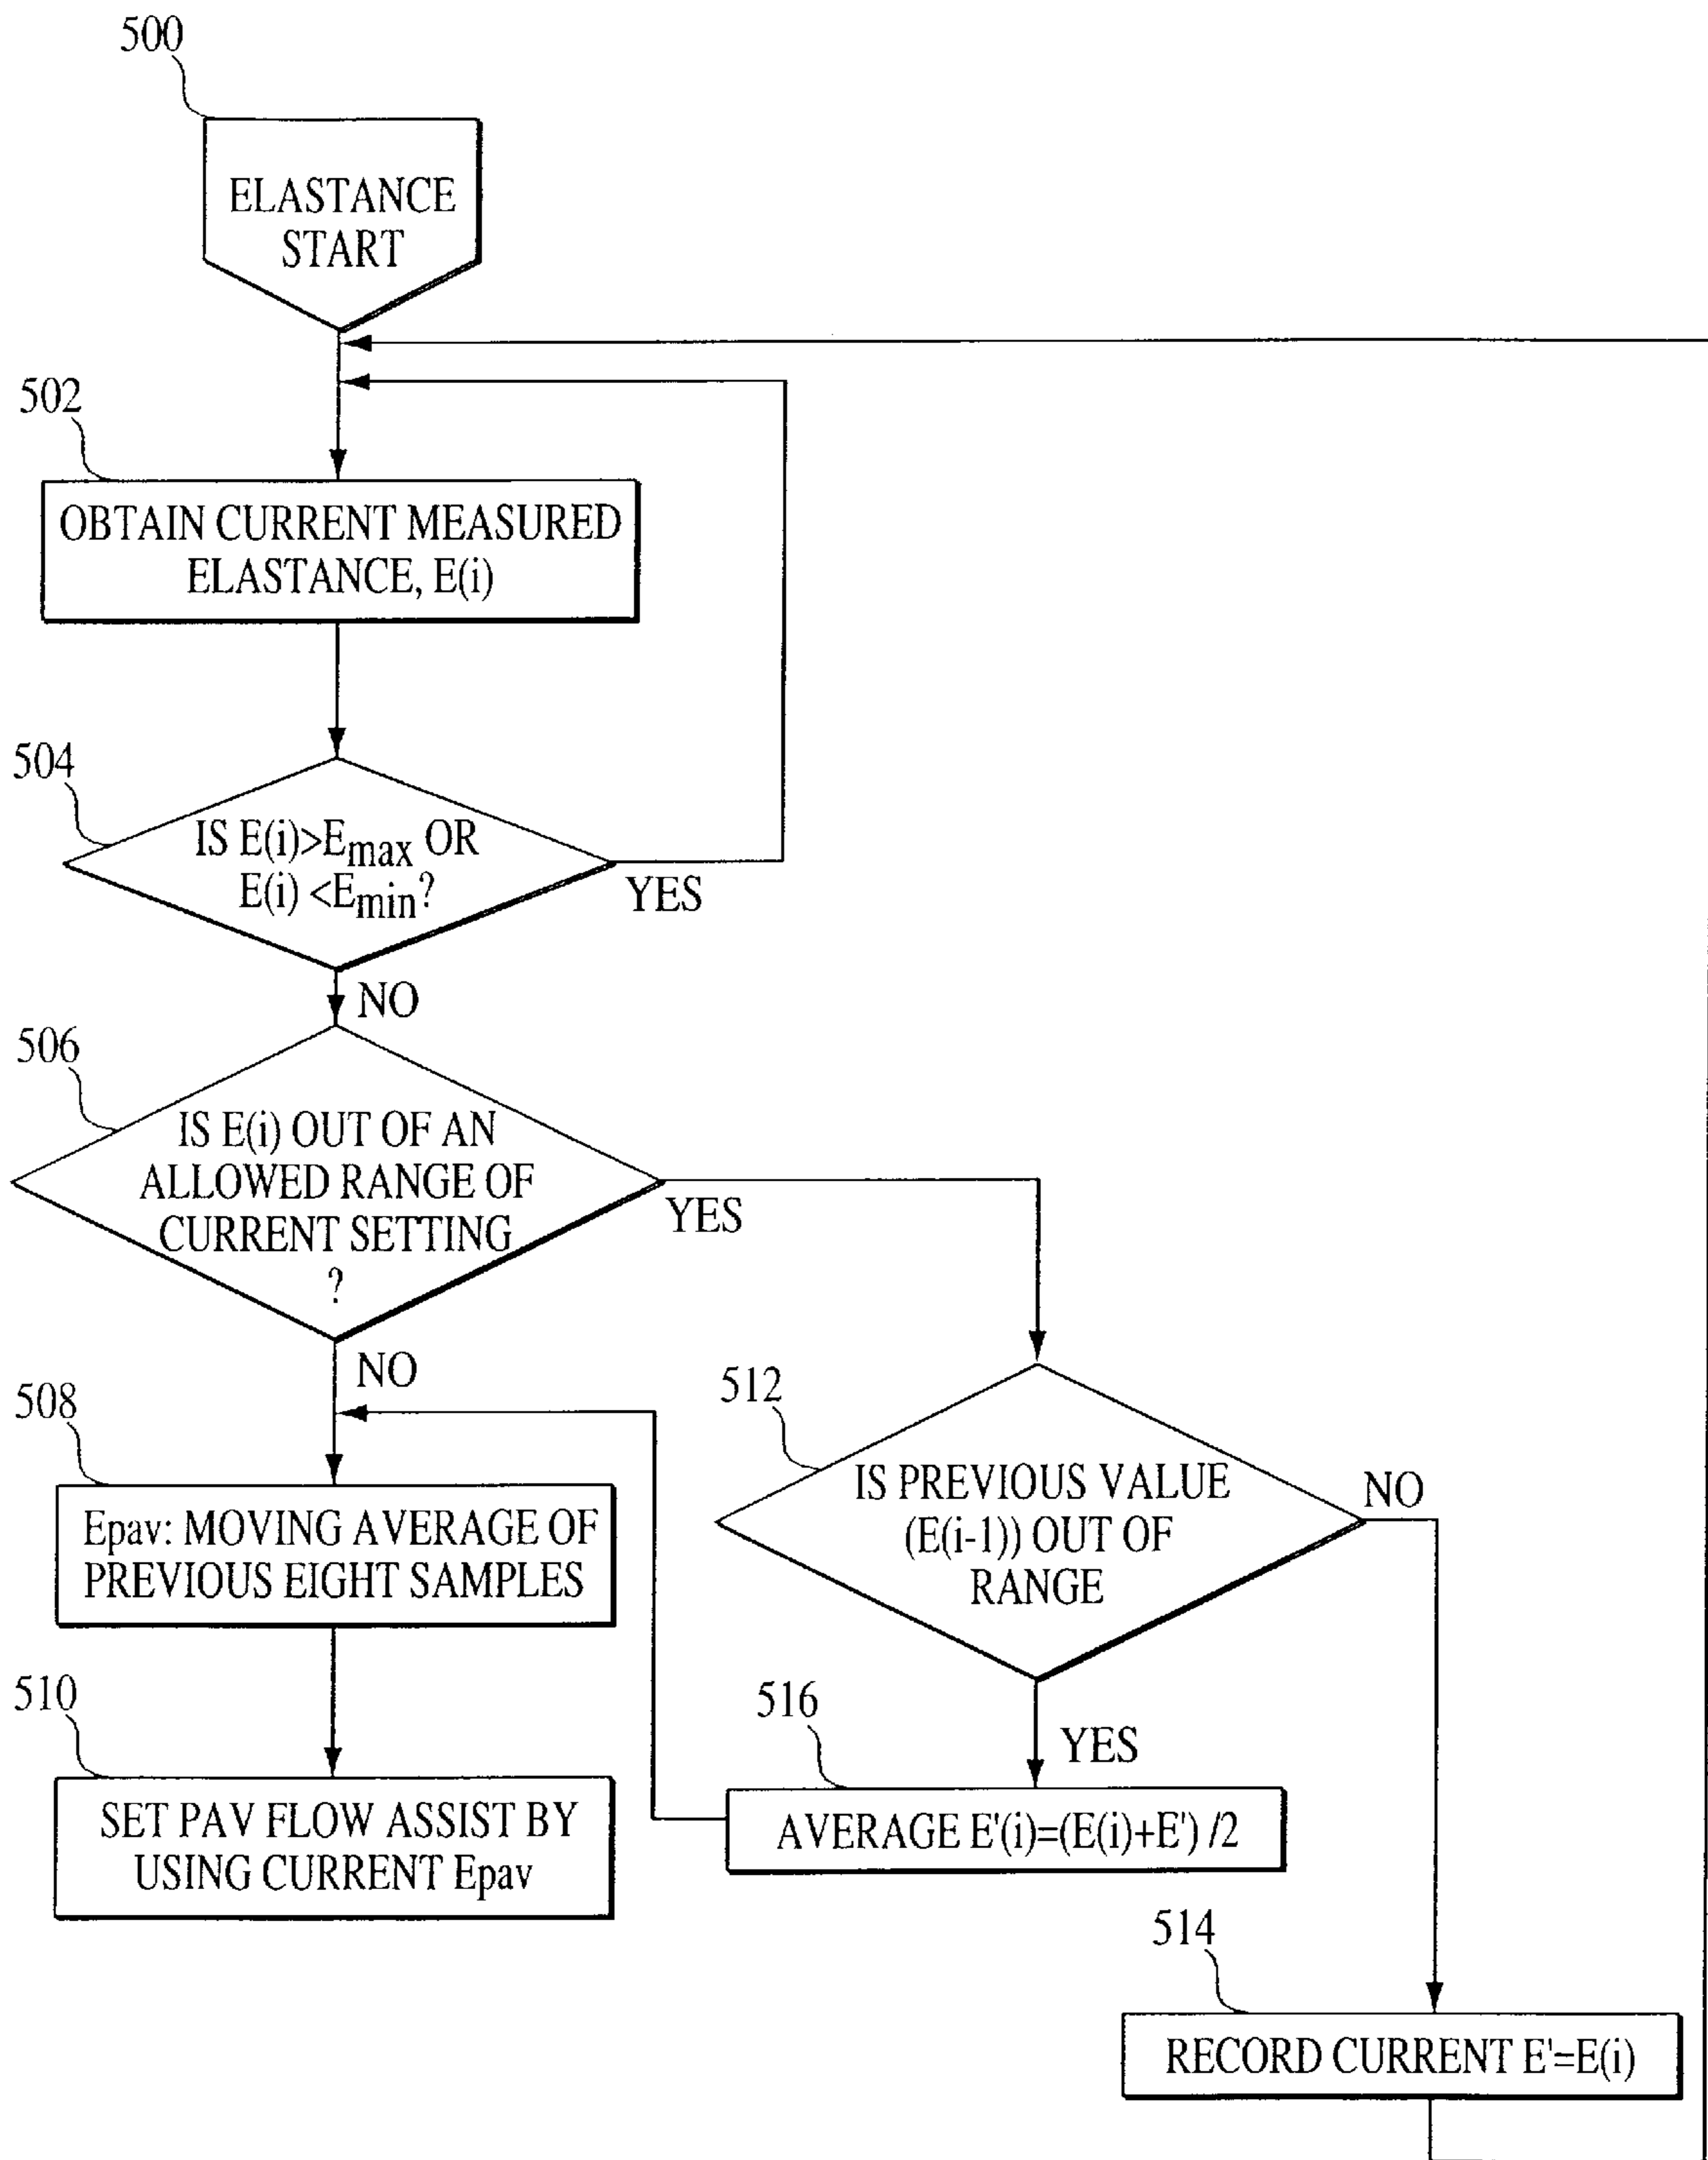 500
ELASTANCE
START
502
OBTAIN CURRENT MEASURED
ELASTANCE, E(i)
504
IS E(i)>Emax OR
E(i) <Emin?
YES
NO
506
IS E(i) OUT OF AN
ALLOWED RANGE OF
CURRENT SETTING
?
YES
NO
508
Epav: MOVING AVERAGE OF
PREVIOUS EIGHT SAMPLES
510
SET PAV FLOW ASSIST BY
USING CURRENT Epav
512
IS PREVIOUS VALUE
(E(i-1)) OUT OF
RANGE
NO
YES
516
AVERAGE E'(i)=(E(i)+E') /2
514
RECORD CURRENT E'=E(i)